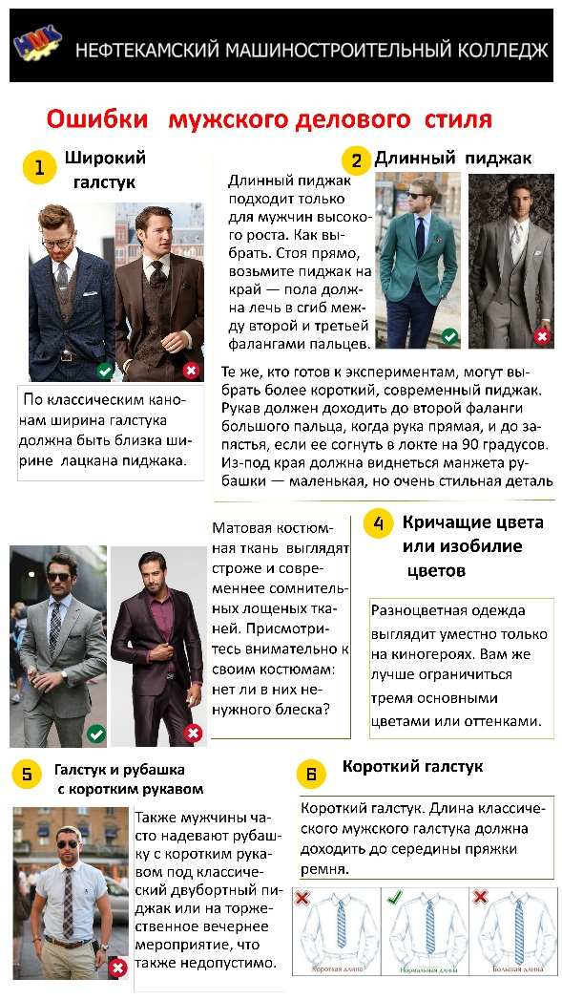 НМК
НЕФТЕКАМСКИЙ МАШИНОСТРОИТЕЛЬНЫЙ КОЛЛЕДЖ
Ошибки мужского делового стиля
1 Широкий
галстук
По классическим кано-
нам ширина галстука
должна быть близка ши-
рине лацкана пиджака.
2 Длинный пиджак
Длинный пиджак
подходит только
для мужчин высоко-
го роста. Как вы-
брать. Стоя прямо,
возьмите пиджак на
край — пола долж-
на лечь в сгиб меж-
ду второй и третьей
фалангами пальцев.
Те же, кто готов к экспериментам, могут вы-
брать более короткий, современный пиджак.
Рукав должен доходить до второй фаланги
большого пальца, когда рука прямая, и до за-
пястья, если ее согнуть в локте на 90 градусов.
Из-под края должна виднеться манжета ру-
башки — маленькая, но очень стильная деталь
Матовая костюм-
ная ткань выглядят
строже и совре-
меннее сомнитель-
ных лощеных тка-
ней. Присмотри-
тесь внимательно к
своим костюмам:
нет ли в них не-
нужного блеска?
4 Кричащие цвета
или изобилие
цветов
Разноцветная одежда
выглядит уместно только
на киногероях. Вам же
лучше ограничиться
тремя основными
цветами или оттенками.
5 Галстук и рубашка
с коротким рукавом
Также мужчины ча-
сто надевают рубаш-
ку с коротким рука-
вом под классиче-
ский двубортный пи-
джак или на торже-
ственное вечернее
мероприятие, что
также недопустимо.
6 Короткий галстук
Короткий галстук. Длина классиче-
ского мужского галстука должна
доходить до середины пряжки
ремня.
Короткая длина
Нормальная длина
Большая длина